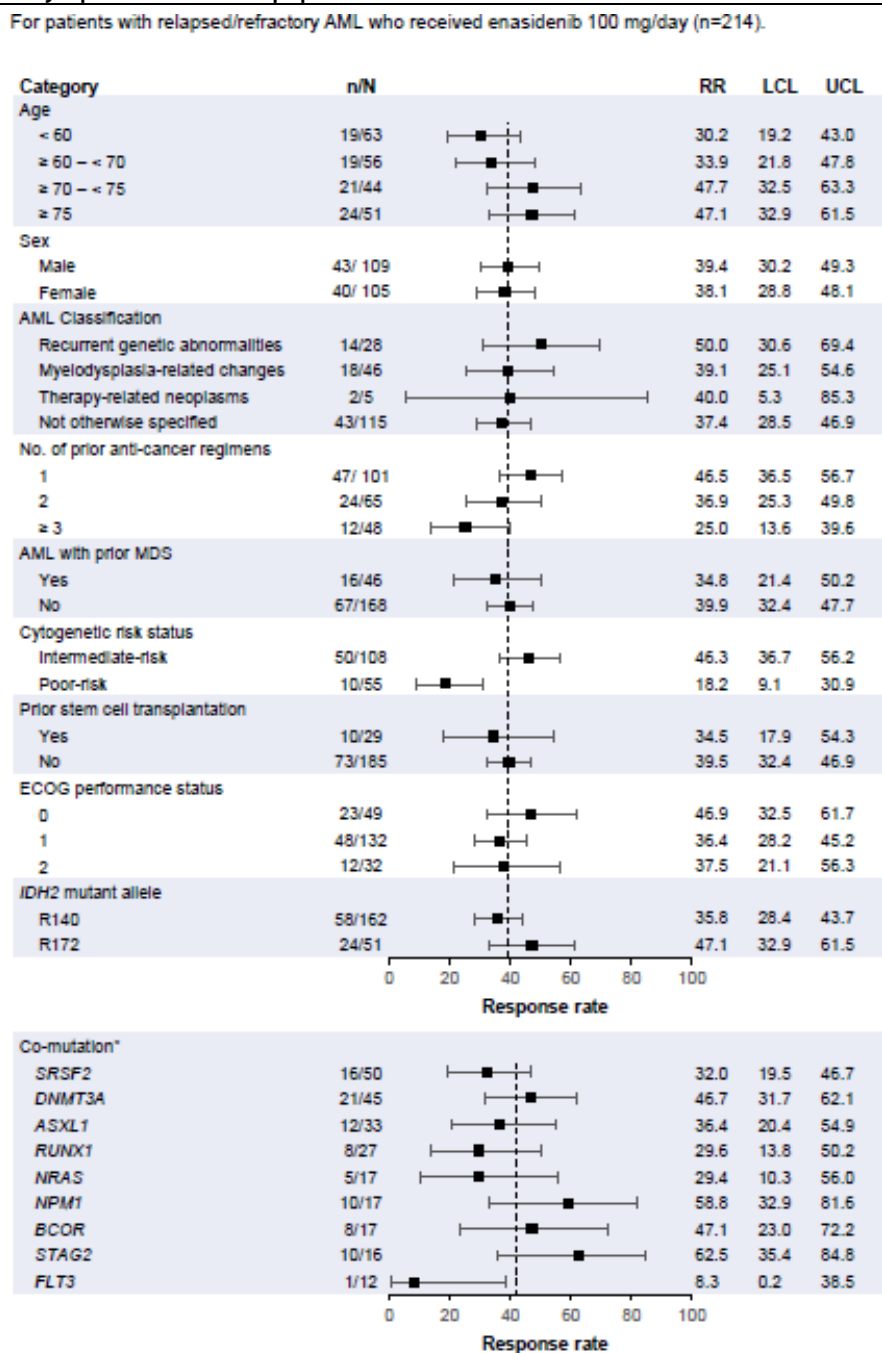 For patients with relapsed/refractory AML who received enasidenib 100 mg/day (n=214).
Category n/N RR LCL UCL
Age
< 60 19/63 30.2 19.2 43.0
≥ 60 – < 70 19/56 33.9 21.8 47.8
≥ 70 – < 75 21/44 47.7 32.5 63.3
≥ 75 24/51 47.1 32.9 61.5
Sex
Male 43/ 109 39.4 30.2 49.3
Female 40/ 105 38.1 28.8 48.1
AML Classification
Recurrent genetic abnormalities 14/28 50.0 30.6 69.4
Myelodysplasia-related changes 18/46 39.1 25.1 54.6
Therapy-related neoplasms 2/5 40.0 5.3 85.3
Not otherwise specified 43/115 37.4 28.5 46.9
No. of prior anti-cancer regimens
1 47/ 101 46.5 36.5 56.7
2 24/65 36.9 25.3 49.8
≥ 3 12/48 25.0 13.6 39.6
AML with prior MDS
Yes 16/46 34.8 21.4 50.2
No 67/168 39.9 32.4 47.7
Cytogenetic risk status
Intermediate-risk 50/108 46.3 36.7 56.2
Poor-risk 10/55 18.2 9.1 30.9
Prior stem cell transplantation
Yes 10/29 34.5 17.9 54.3
No 73/185 39.5 32.4 46.9
ECOG performance status
0 23/49 46.9 32.5 61.7
1 48/132 36.4 28.2 45.2
2 12/32 37.5 21.1 56.3
IDH2 mutant allele
R140 58/162 35.8 28.4 43.7
R172 24/51 47.1 32.9 61.5
0 20 40 60 80 100
Response rate
Co-mutation*
SRSF2 16/50 32.0 19.5 46.7
DNMT3A 21/45 46.7 31.7 62.1
ASXL1 12/33 36.4 20.4 54.9
RUNX1 8/27 29.6 13.8 50.2
NRAS 5/17 29.4 10.3 56.0
NPM1 10/17 58.8 32.9 81.6
BCOR 8/17 47.1 23.0 72.2
STAG2 10/16 62.5 35.4 84.8
FLT3 1/12 8.3 0.2 38.5
0 20 40 60 80 100
Response rate